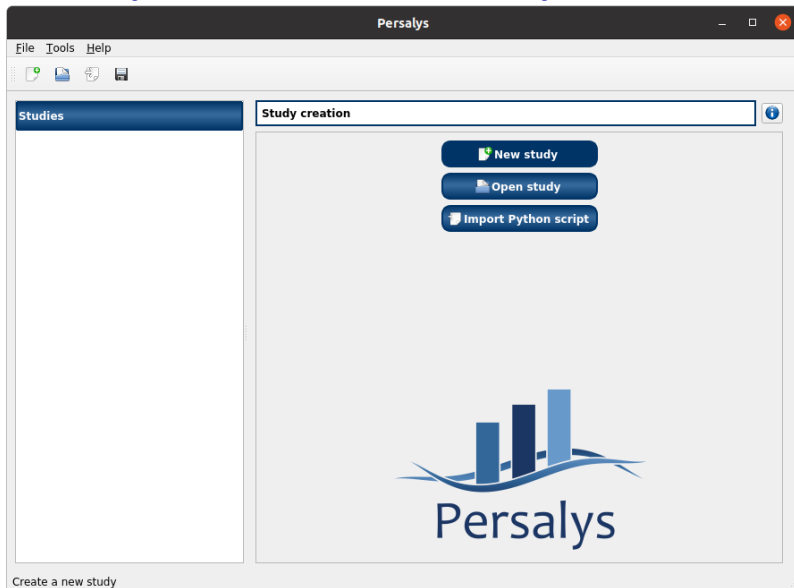 Persalys
File Tools Help
Studies
Study creation
New study
Open study
Import Python script
Persalys
Create a new study